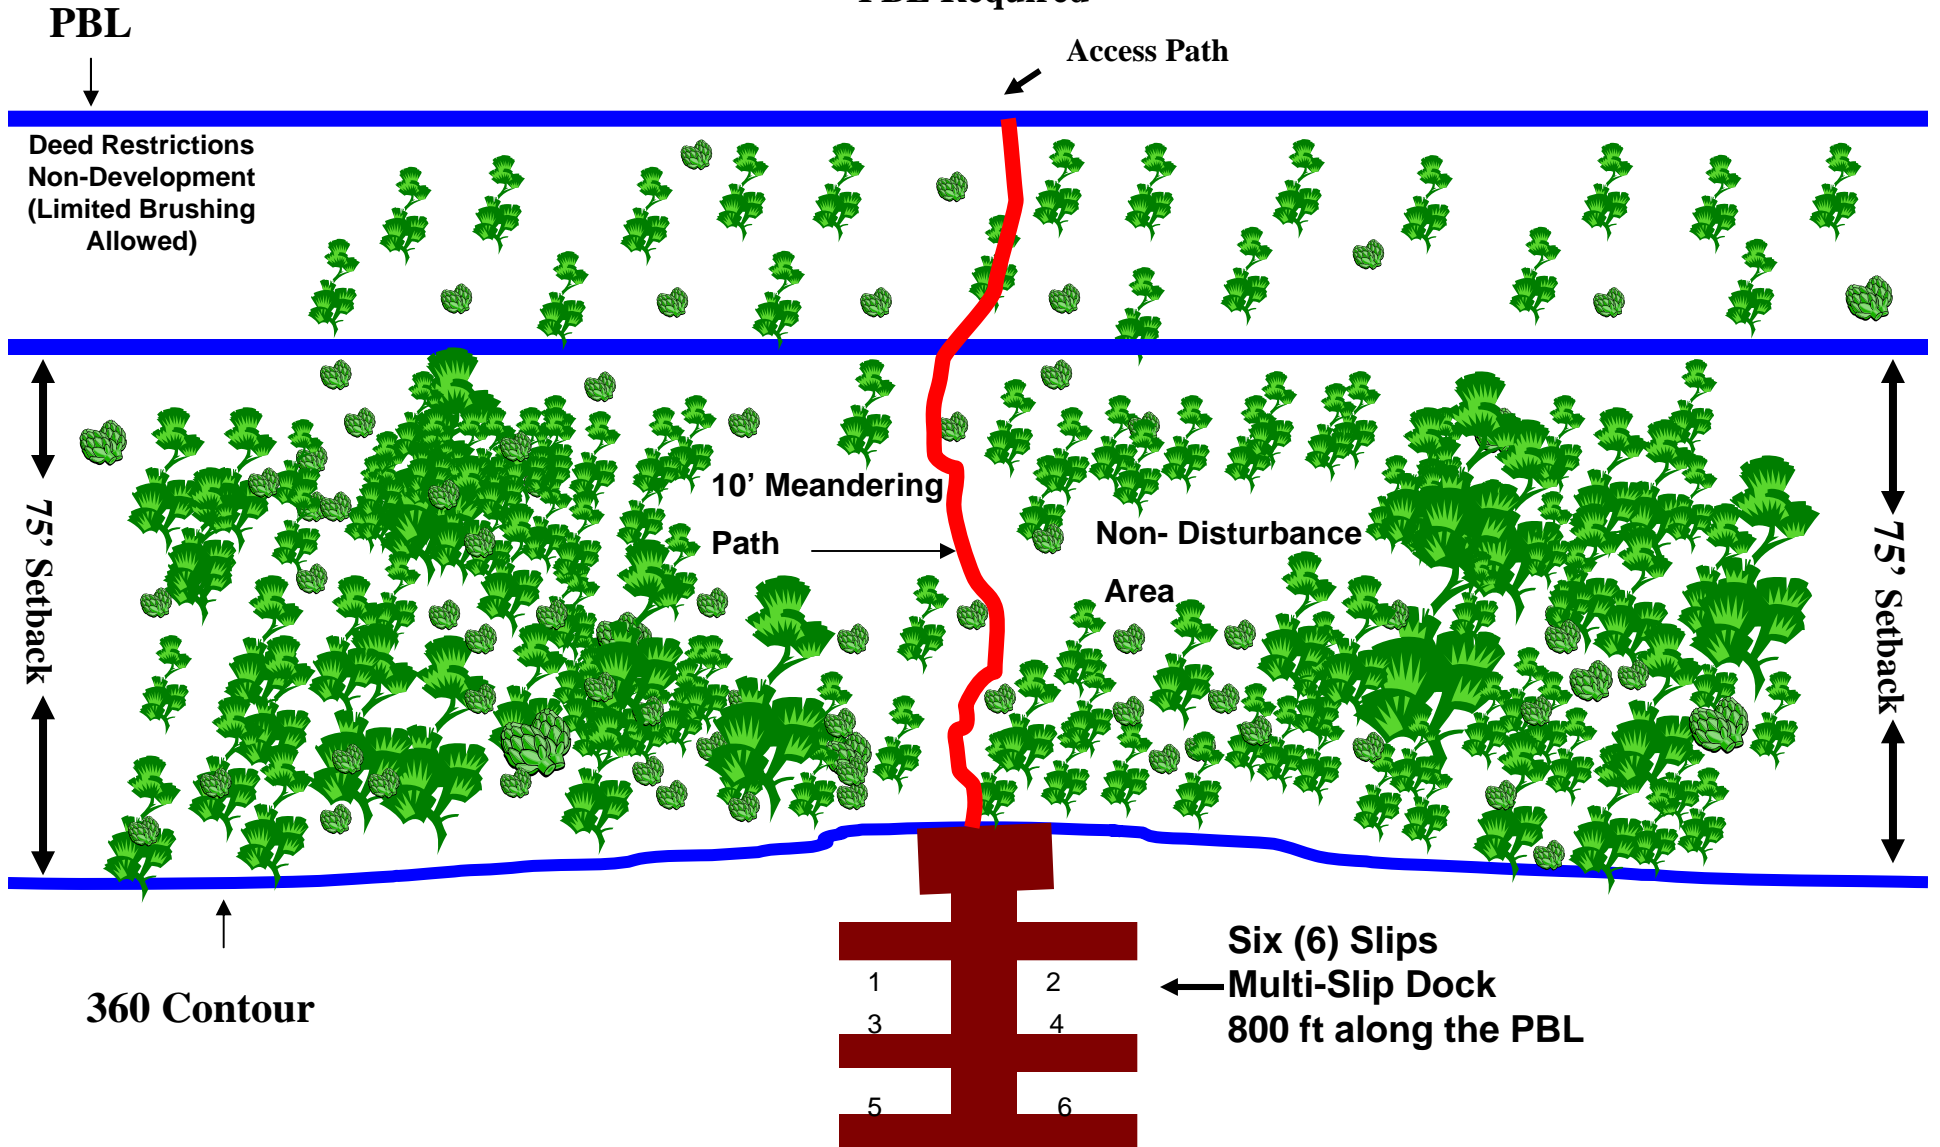 PBL Required
PBL
Access Path
Deed Restrictions
Non-Development
(Limited Brushing
Allowed)
75' Setback
10' Meandering
Path
Non- Disturbance
Area
75' Setback
360 Contour
Six (6) Slips
Multi-Slip Dock
800 ft along the PBL
1 2
3 4
5 6